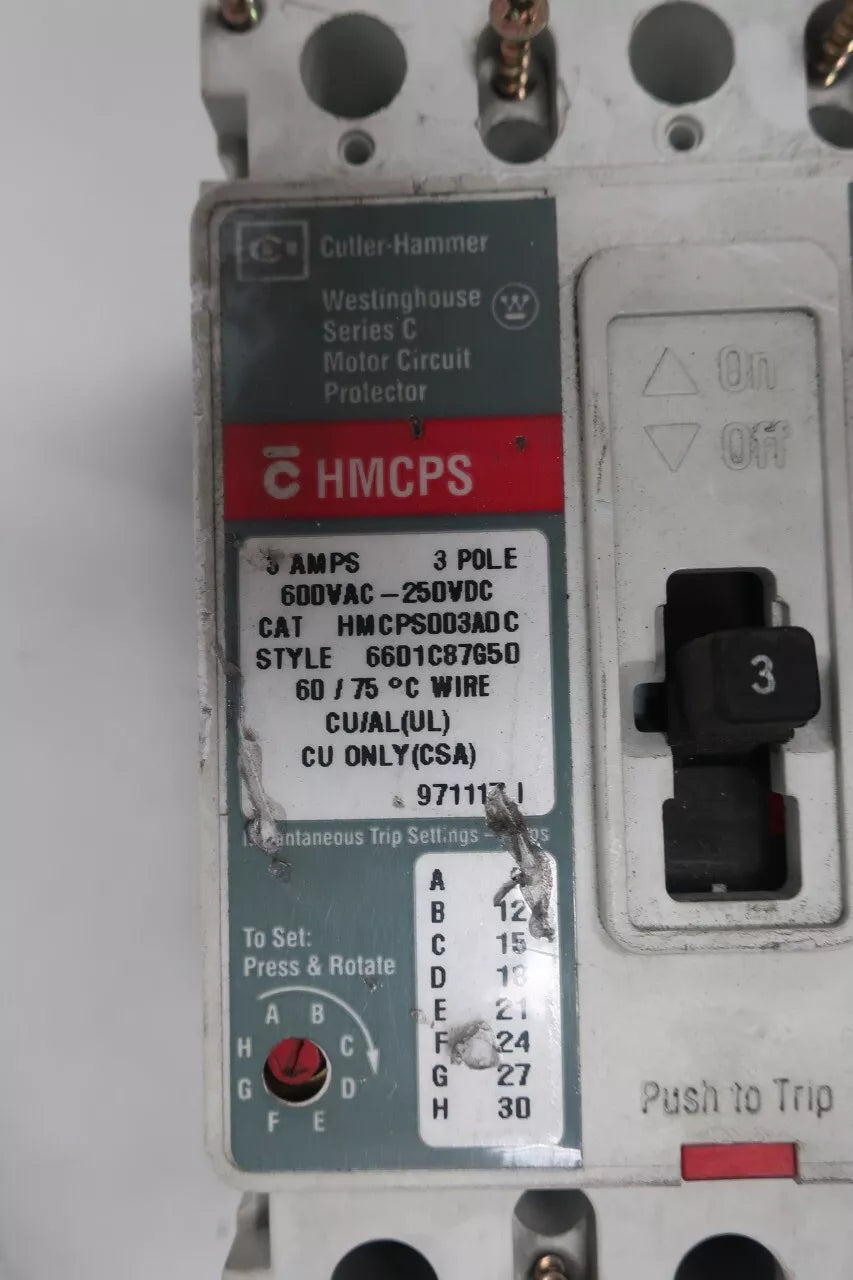 Cutler-Hammer
Westinghouse
Series C
Motor Circuit
Protector
On
Off
C HMCPS
AMPS 3 POLE
600VAC-250VDC
CAT HMCPS003ADC
STYLE 6601C87G50
60 / 75 °C WIRE
CU/AL(UL)
CU ONLY(CSA)
3
Trip Settings –
A
B 12
C 15
D 18
E 21
F 24
G 27
H 30
To Set:
Press & Rotate
A B
H C
G D
F E
Push to Trip